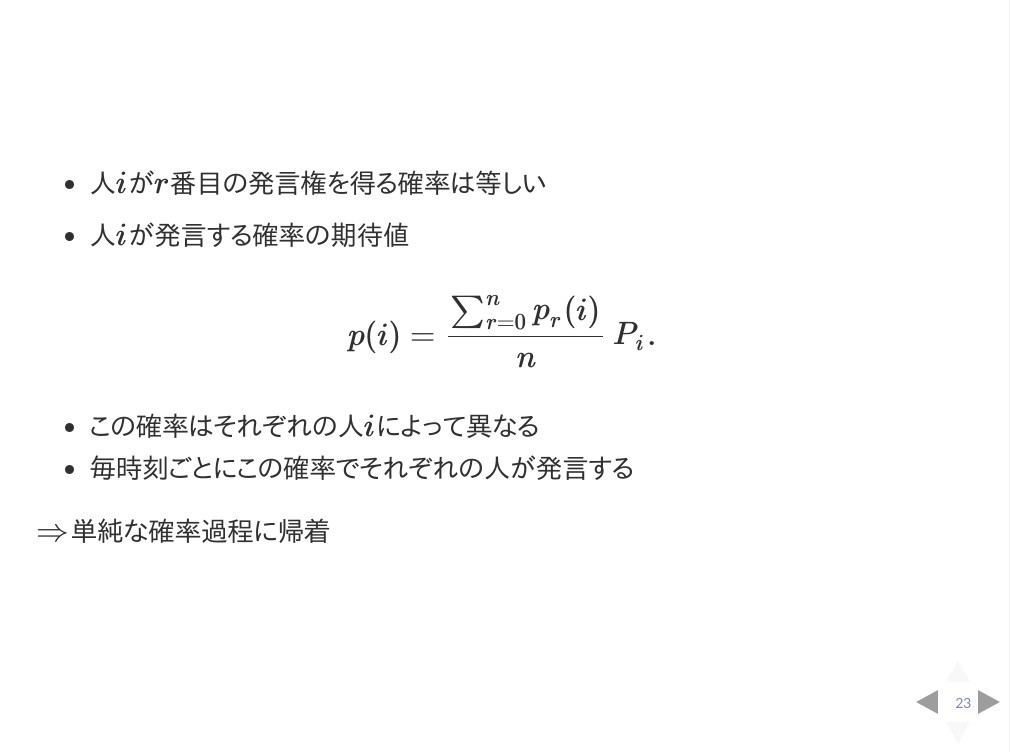 • 人iがr番目の発言権を得る確率は等しい
• 人iが発言する確率の期待値
p(i) = \frac{\sum_{r=0}^{n} p_r(i)}{n} P_i.
• この確率はそれぞれの人iによって異なる
• 毎時刻ごとにこの確率でそれぞれの人が発言する
⇒単純な確率過程に帰着
23